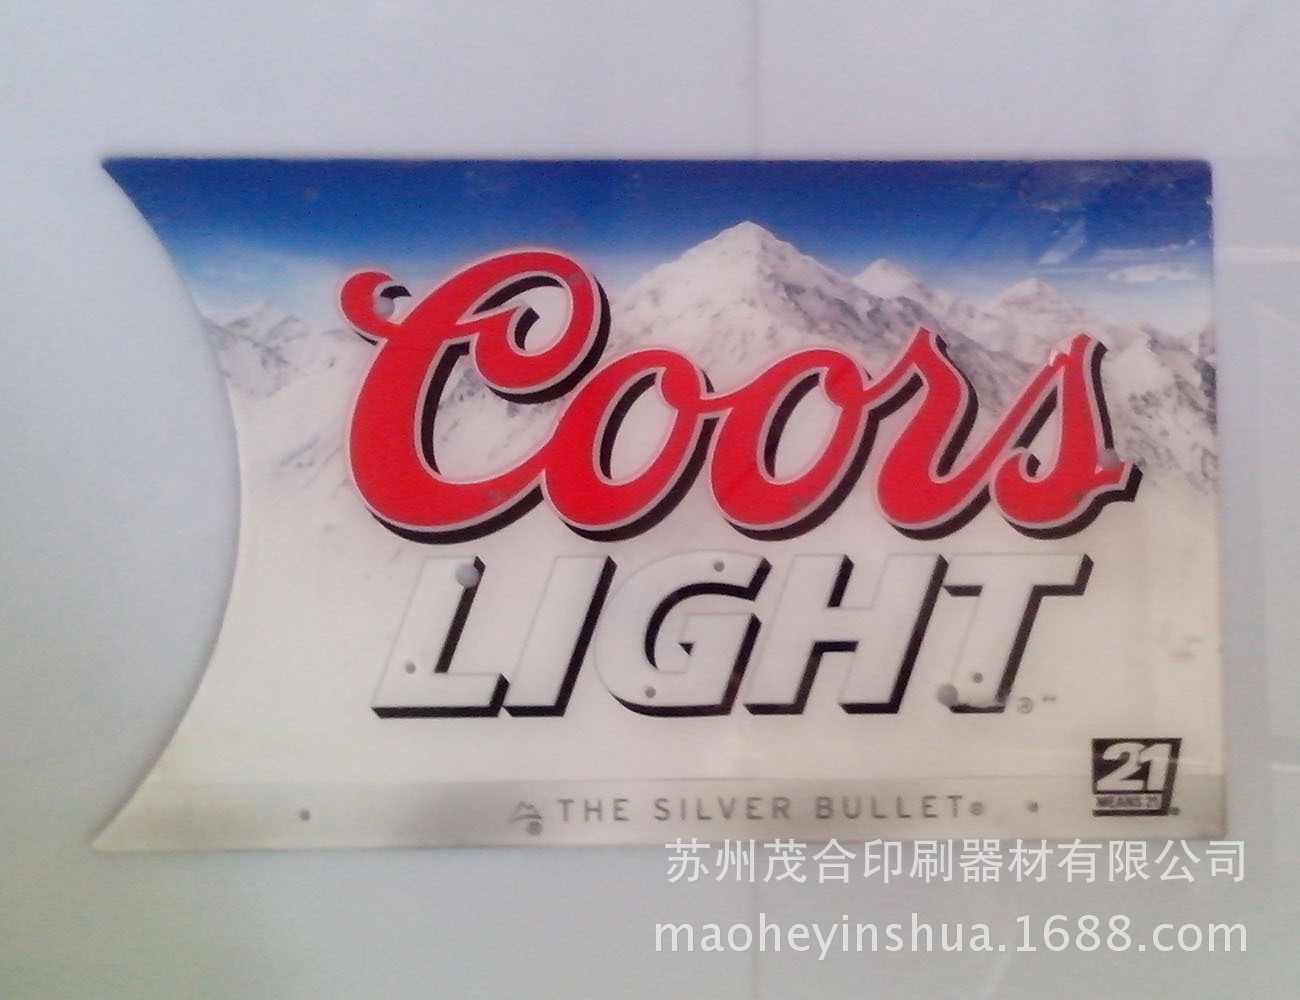 Coors
LIGHT
®™
21
MEANS 21
®
THE SILVER BULLET®
苏州茂合印刷器材有限公司
maoheyinshua.1688.com